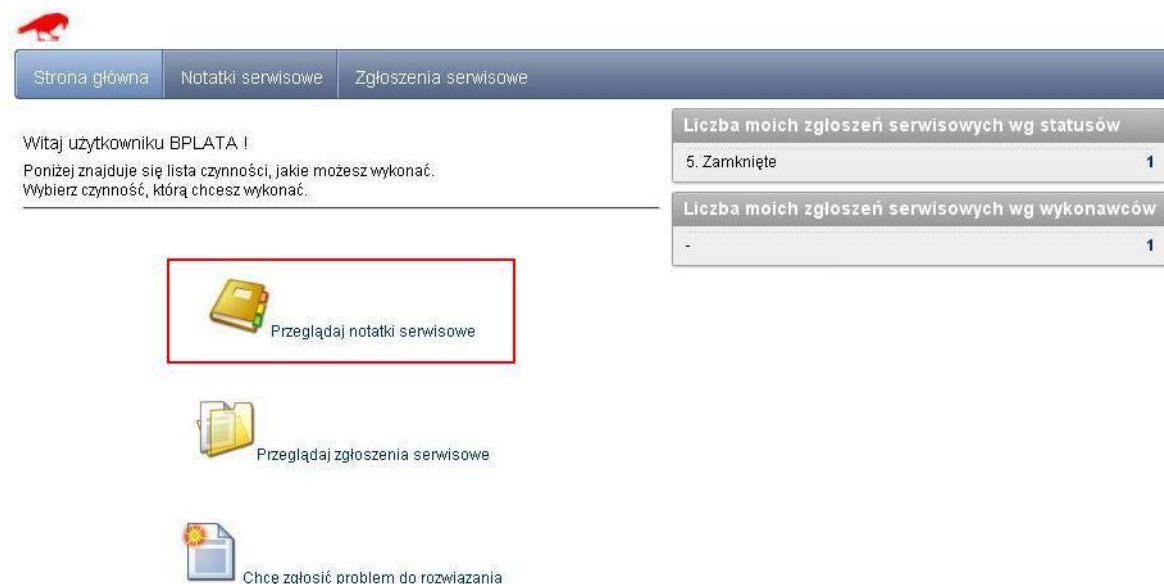 Strona główna
Notatki serwisowe
Zgłoszenia serwisowe
Witaj użytkowniku BPLATA !
Poniżej znajduje się lista czynności, jakie możesz wykonać.
Wybierz czynność, którą chcesz wykonać.
Przeglądaj notatki serwisowe
Przeglądaj zgłoszenia serwisowe
Chcę zgłosić problem do rozwiązania
Liczba moich zgłoszeń serwisowych wg statusów
5. Zamknięte 1
Liczba moich zgłoszeń serwisowych wg wykonawców
- 1